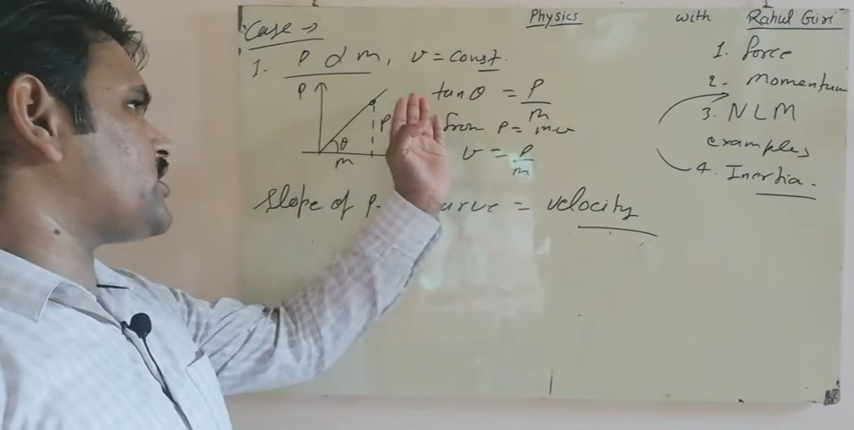 Physics with Rahul Giri
Case ⇒
1. P α m, v = const.
P
θ
m
P
tanθ = P/m
from P = mv
v = P/m
Slope of P- curve = velocity
1. force
2. Momentum
3. NLM
examples
4. Inertia.